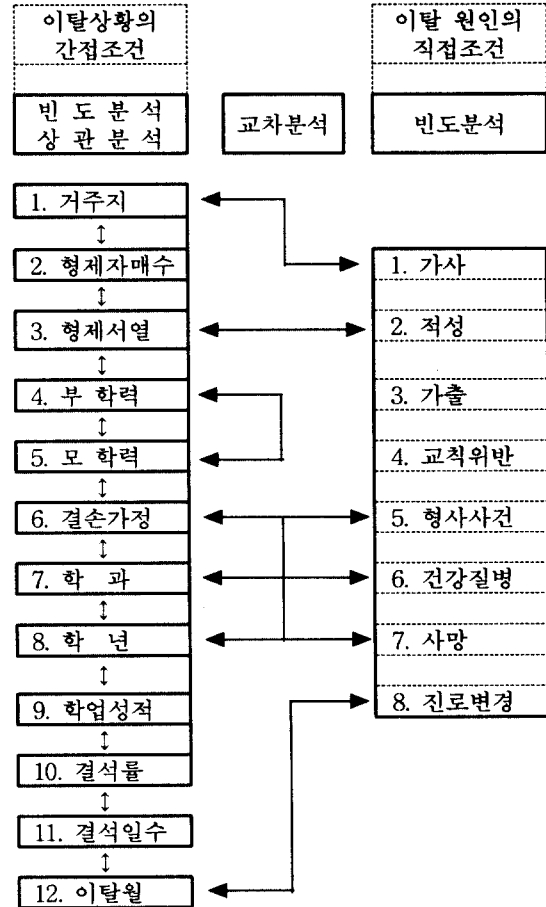 이탈상황의
간접조건
이탈 원인의
직접조건
빈 도 분 석
상 관 분 석
교차분석
빈도분석
1. 거주지
2. 형제자매수
3. 형제서열
4. 부 학력
5. 모 학력
6. 결손가정
7. 학 과
8. 학 년
9. 학업성적
10. 결석률
11. 결석일수
12. 이탈월
1. 가사
2. 적성
3. 가출
4. 교칙위반
5. 형사사건
6. 건강질병
7. 사망
8. 진로변경